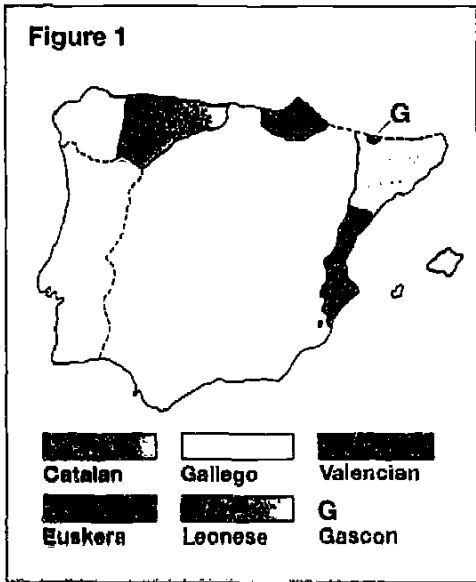 Figure 1
G
Catalan Gallego Valencian
Euskera Leonese G
Gascon